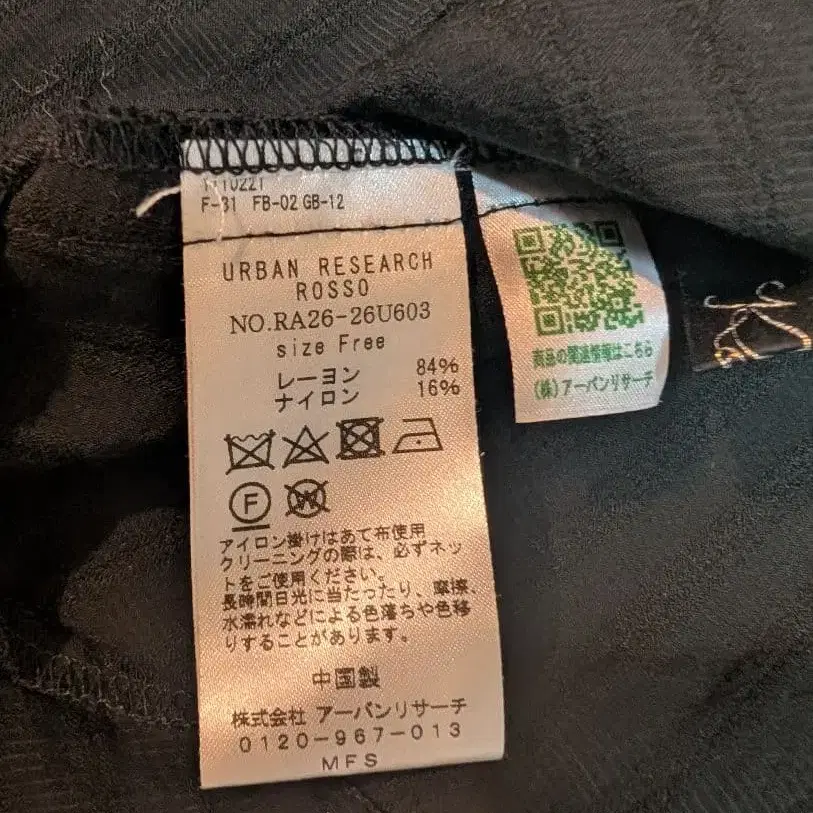 F-31 FB-02 GB-12
URBAN RESEARCH
ROSSO
NO.RA26-26U603
size Free
レーヨン 84%
ナイロン 16%
F
W
アイロン掛けはあて布使用
クリーニングの際は、必ずネッ
トをご使用ください。
長時間日光に当たったり、摩擦、
水濡れなどによる色落ちや色移
りすることがあります。
中国製
株式会社 アーバンリサーチ
0120-967-013
MFS
商品の関連情報はこちら
(株)アーバンリサーチ